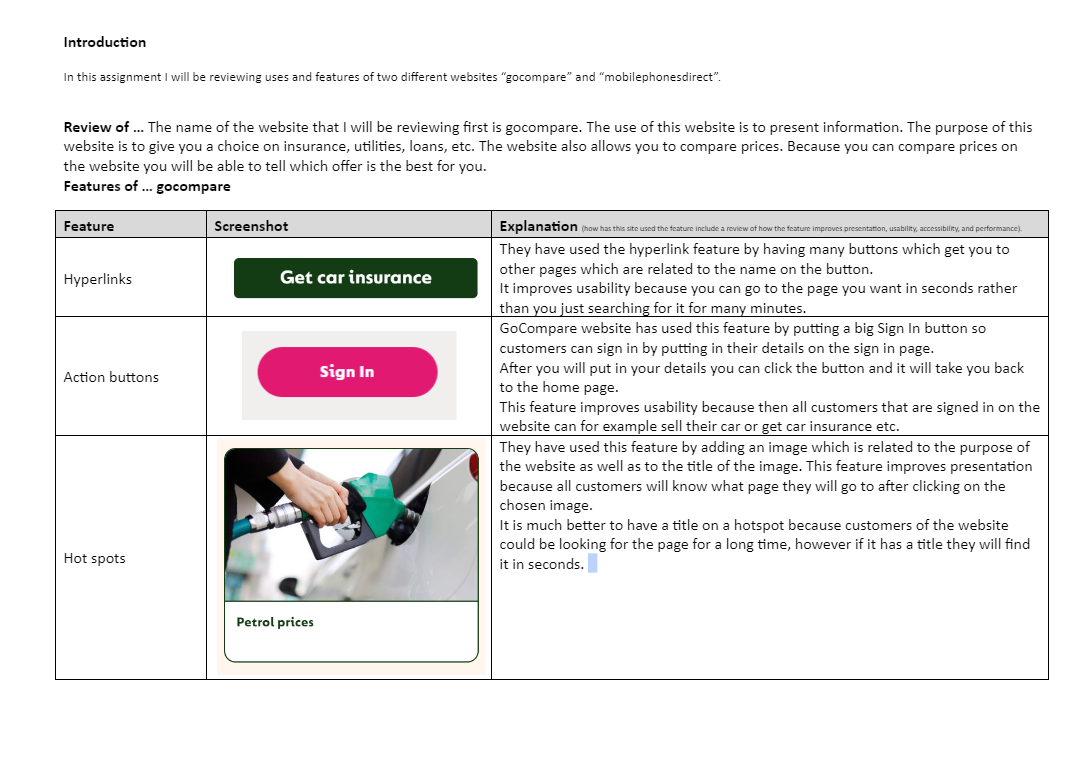 Introduction
In this assignment I will be reviewing uses and features of two different websites “gocompare” and “mobilephonesdirect”.
Review of ... The name of the website that I will be reviewing first is gocompare. The use of this website is to present information. The purpose of this
website is to give you a choice on insurance, utilities, loans, etc. The website also allows you to compare prices. Because you can compare prices on
the website you will be able to tell which offer is the best for you.
Features of ... gocompare
Feature
Screenshot
Explanation (how has this site used the feature include a review of how the feature improves presentation, usability, accessibility, and performance).
Hyperlinks
Get car insurance
They have used the hyperlink feature by having many buttons which get you to
other pages which are related to the name on the button.
It improves usability because you can go to the page you want in seconds rather
than you just searching for it for many minutes.
Action buttons
Sign In
GoCompare website has used this feature by putting a big Sign In button so
customers can sign in by putting in their details on the sign in page.
After you will put in your details you can click the button and it will take you back
to the home page.
This feature improves usability because then all customers that are signed in on the
website can for example sell their car or get car insurance etc.
Hot spots
Petrol prices
They have used this feature by adding an image which is related to the purpose of
the website as well as to the title of the image. This feature improves presentation
because all customers will know what page they will go to after clicking on the
chosen image.
It is much better to have a title on a hotspot because customers of the website
could be looking for the page for a long time, however if it has a title they will find
it in seconds.